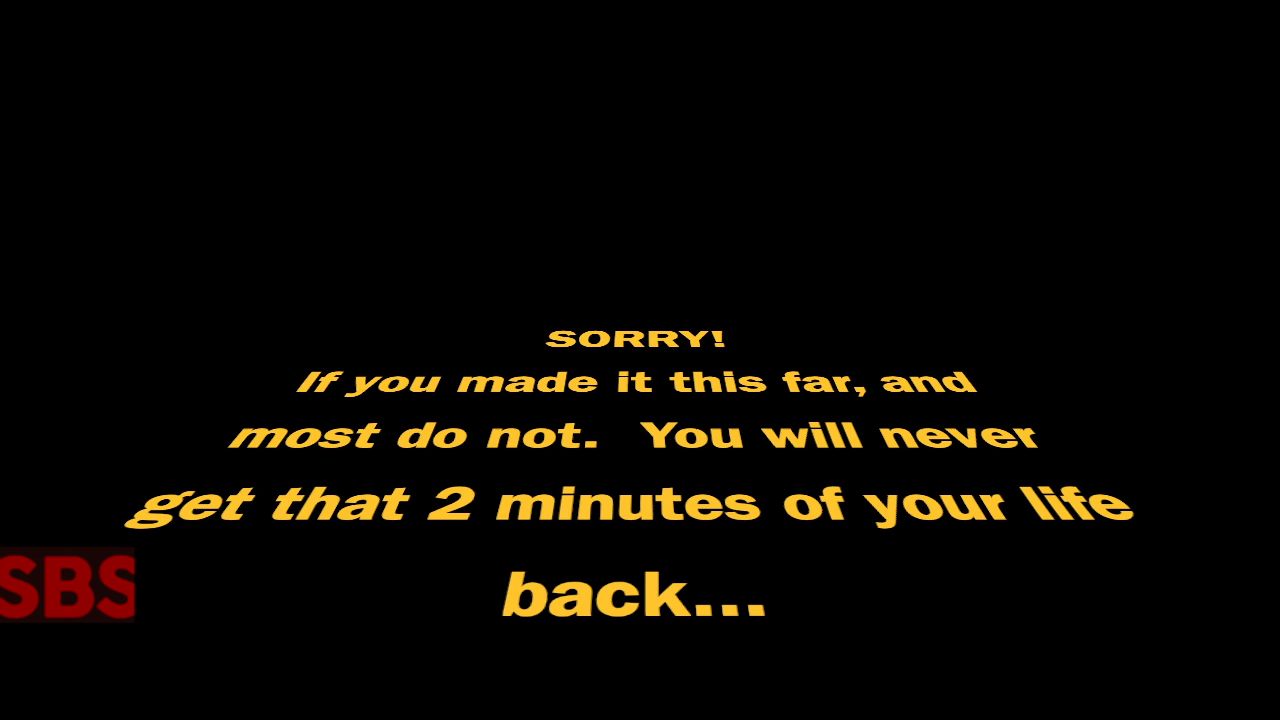 SORRY!
If you made it this far, and
most do not.  You will never
get that 2 minutes of your life
back...
SBS